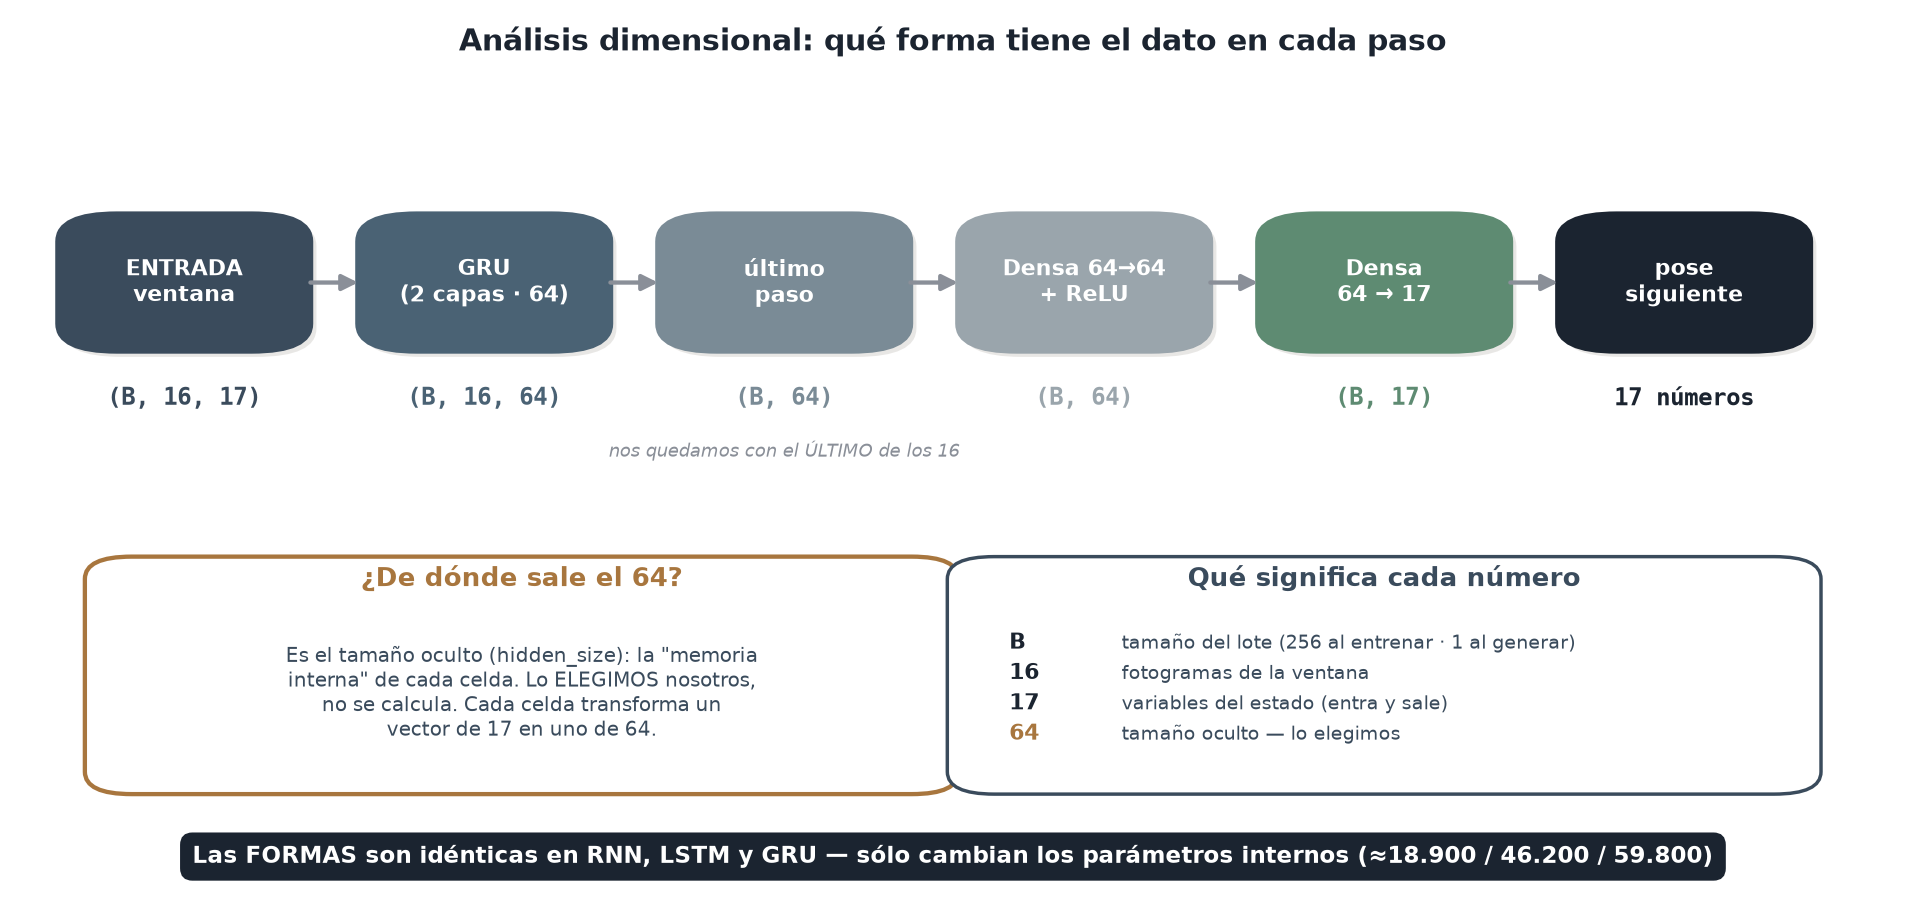 Análisis dimensional: qué forma tiene el dato en cada paso
ENTRADA
ventana
GRU
(2 capas · 64)
último
paso
Densa 64→64
+ ReLU
Densa
64 → 17
pose
siguiente
(B, 16, 17)
(B, 16, 64)
(B, 64)
(B, 64)
(B, 17)
17 números
nos quedamos con el ÚLTIMO de los 16
¿De dónde sale el 64?
Es el tamaño oculto (hidden_size): la "memoria
interna" de cada celda. Lo ELEGIMOS nosotros,
no se calcula. Cada celda transforma un
vector de 17 en uno de 64.
Qué significa cada número
B tamaño del lote (256 al entrenar · 1 al generar)
16 fotogramas de la ventana
17 variables del estado (entra y sale)
64 tamaño oculto — lo elegimos
Las FORMAS son idénticas en RNN, LSTM y GRU — sólo cambian los parámetros internos (≈18.900 / 46.200 / 59.800)